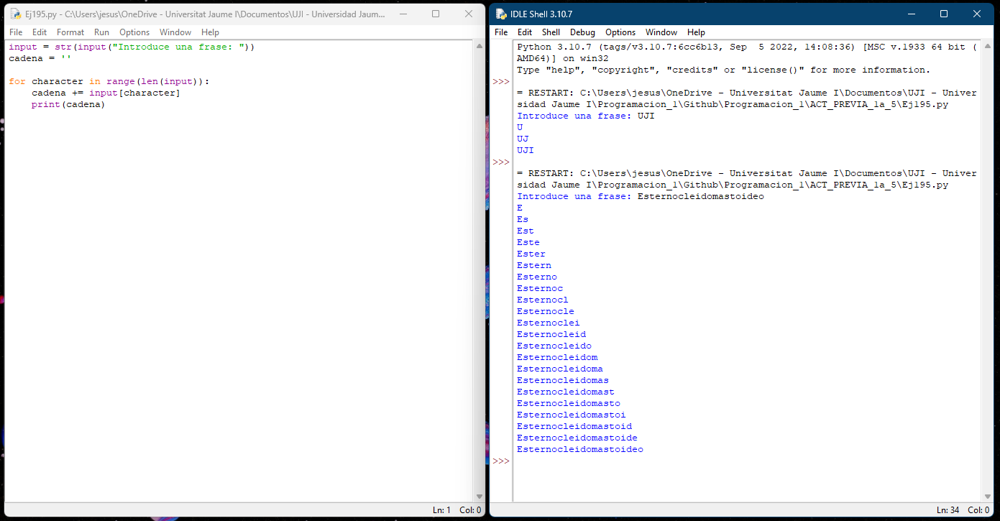 Ej195.py - C:\Users\jesus\OneDrive - Universitat Jaume I\Documentos\UJI - Universidad Jaum...
File Edit Format Run Options Window Help
input = str(input("Introduce una frase: "))
cadena = ''
for character in range(len(input)):
    cadena += input[character]
    print(cadena)
Ln: 1 Col: 0
IDLE Shell 3.10.7
File Edit Shell Debug Options Window Help
Python 3.10.7 (tags/v3.10.7:6cc6b13, Sep  5 2022, 14:08:36) [MSC v.1933 64 bit (
AMD64)] on win32
Type "help", "copyright", "credits" or "license()" for more information.
>>>
= RESTART: C:\Users\jesus\OneDrive - Universitat Jaume I\Documentos\UJI - Univer
sidad Jaume I\Programacion_1\Github\Programacion_1\ACT_PREVIA_1a_5\Ej195.py
Introduce una frase: UJI
U
UJ
UJI
>>>
= RESTART: C:\Users\jesus\OneDrive - Universitat Jaume I\Documentos\UJI - Univer
sidad Jaume I\Programacion_1\Github\Programacion_1\ACT_PREVIA_1a_5\Ej195.py
Introduce una frase: Esternocleidomastoideo
E
Es
Est
Este
Ester
Estern
Esterno
Esternoc
Esternocl
Esternocle
Esternoclei
Esternocleid
Esternocleido
Esternocleidom
Esternocleidoma
Esternocleidomas
Esternocleidomast
Esternocleidomasto
Esternocleidomastoi
Esternocleidomastoid
Esternocleidomastoide
Esternocleidomastoideo
>>>
Ln: 34 Col: 0